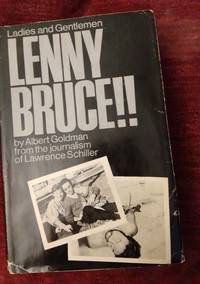 Ladies and Gentlemen
LENNY
BRUCE!!
by Albert Goldman
from the journalism
of Lawrence Schiller